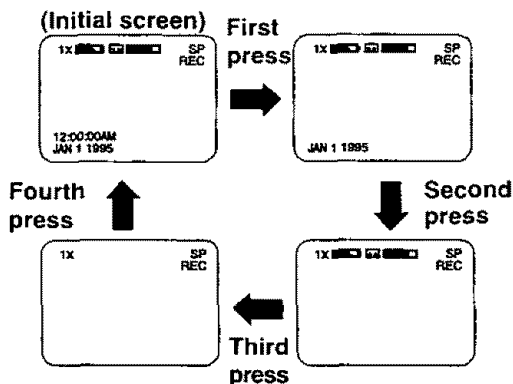 (Initial screen)
1X
SP
REC
12:00:00AM
JAN 1 1995
First
press
1X
SP
REC
JAN 1 1995
Second
press
1X
SP
REC
Third
press
1X
SP
REC
Fourth
press